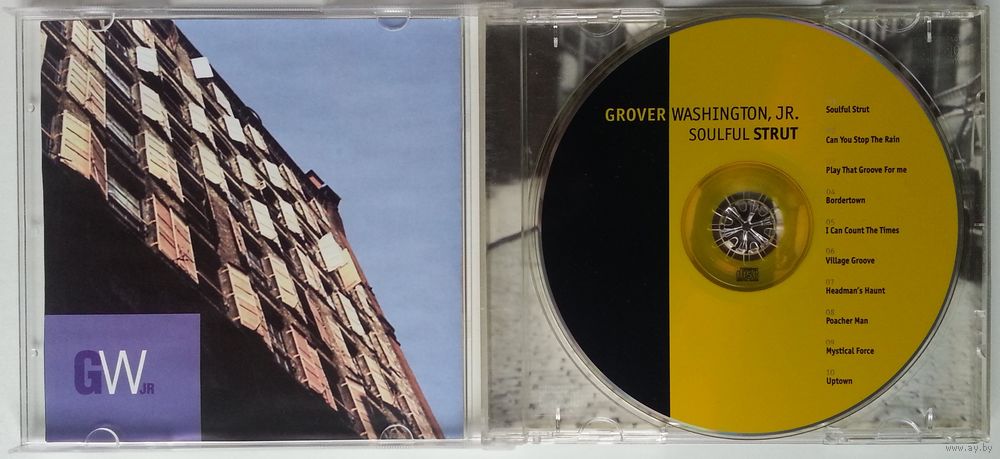 GW JR
GROVER WASHINGTON, JR.
SOULFUL STRUT
Soulful Strut
Can You Stop The Rain
Play That Groove For me
04
Bordertown
05
I Can Count The Times
06
Village Groove
07
Headman's Haunt
08
Poacher Man
09
Mystical Force
10
Uptown
www.ay.by